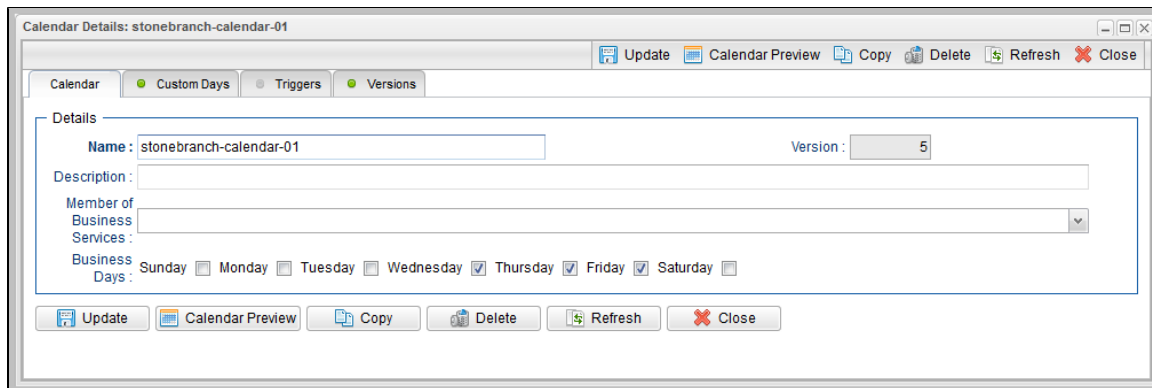 Calendar Details: stonebranch-calendar-01
Update Calendar Preview Copy Delete Refresh Close
Calendar Custom Days Triggers Versions
Details
Name : stonebranch-calendar-01 Version : 5
Description :
Member of
Business
Services :
Business
Days :
Sunday Monday Tuesday Wednesday Thursday Friday Saturday
Update Calendar Preview Copy Delete Refresh Close